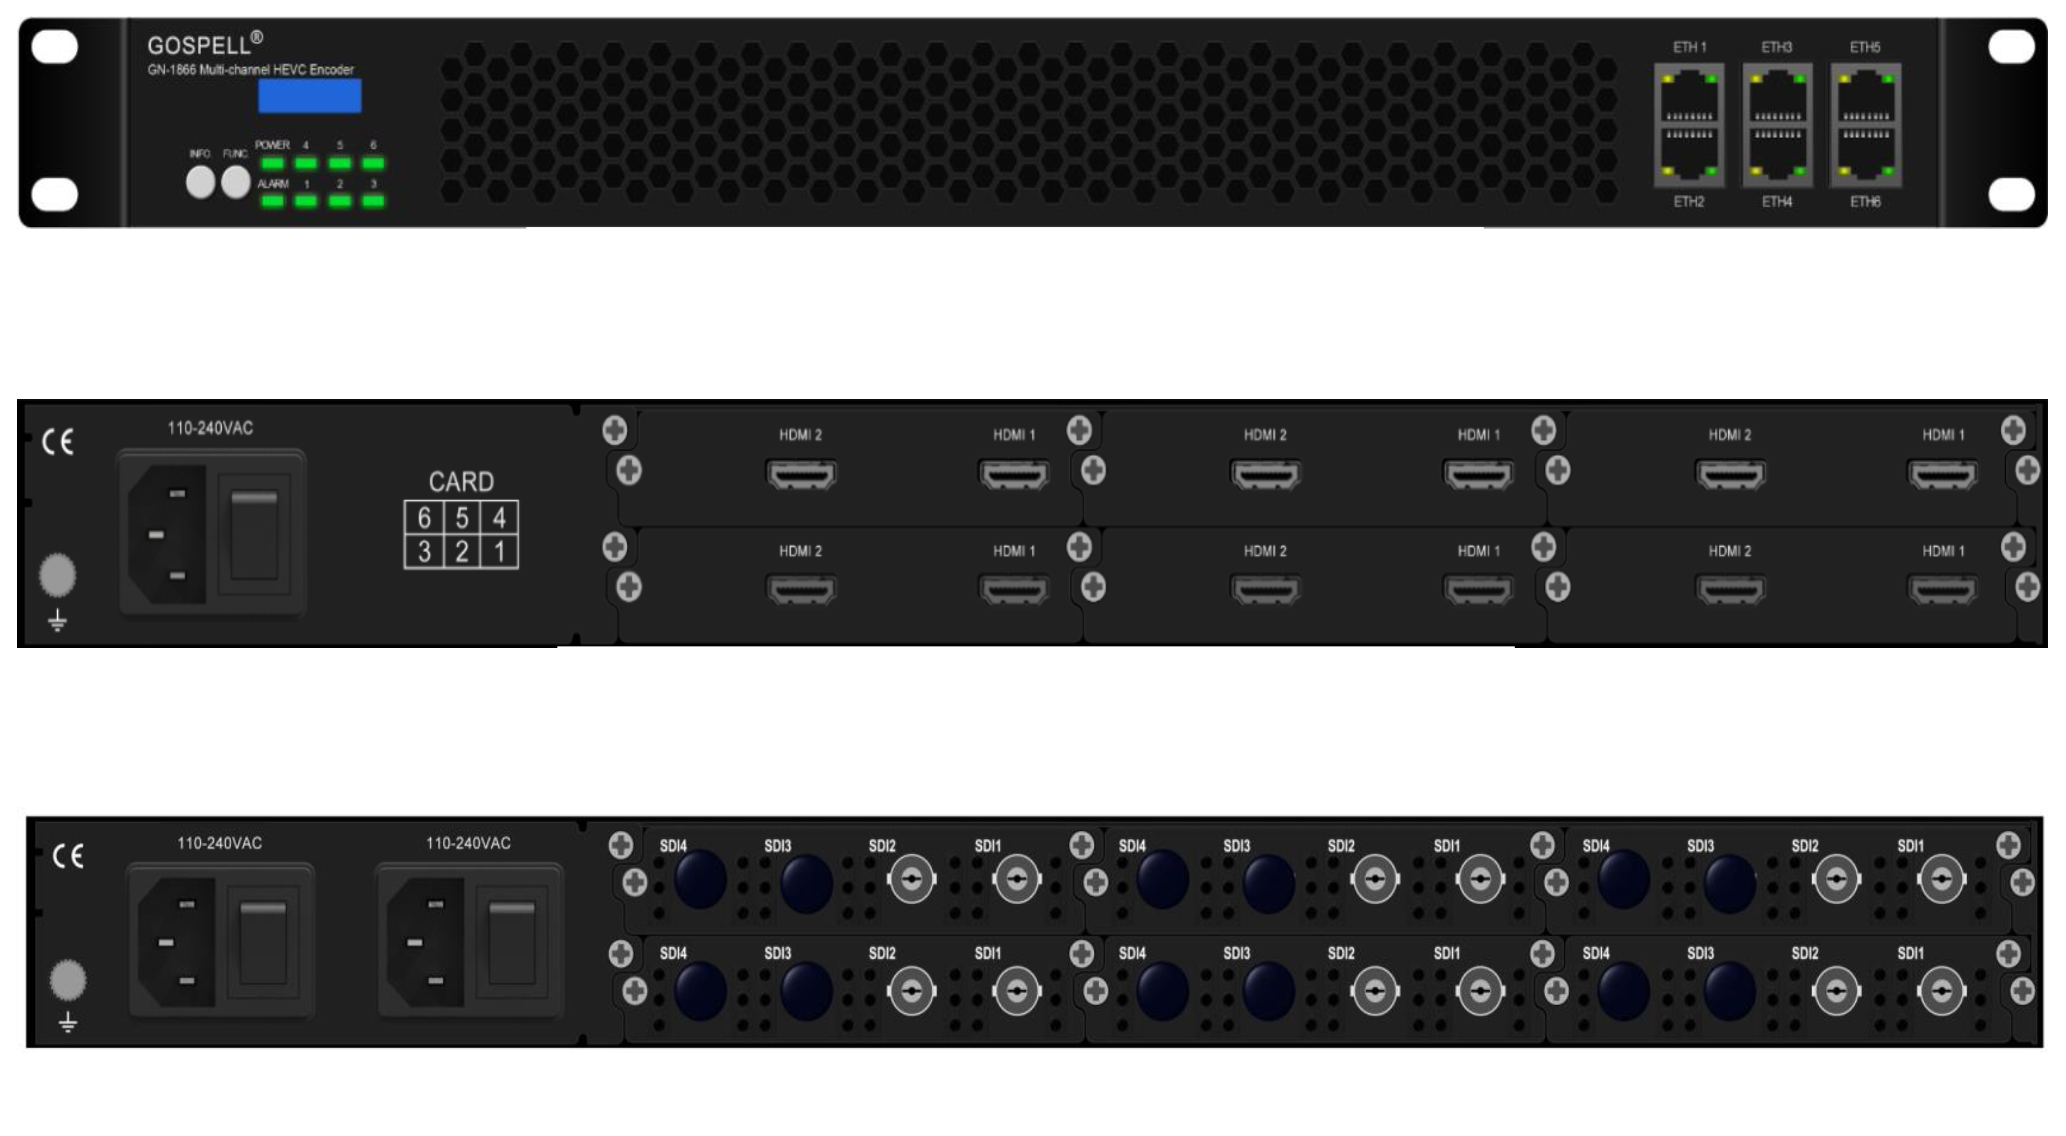 GOSPELL®
GN-1866 Multi-channel HEVC Encoder
INFO. FUNC. POWER 4 5 6
ALARM 1 2 3
ETH 1 ETH3 ETH5
ETH2 ETH4 ETH6
CE 110-240VAC
CARD
6 5 4
3 2 1
HDMI 2 HDMI 1 HDMI 2 HDMI 1 HDMI 2 HDMI 1
HDMI 2 HDMI 1 HDMI 2 HDMI 1 HDMI 2 HDMI 1
CE 110-240VAC 110-240VAC
SDI4 SDI3 SDI2 SDI1 SDI4 SDI3 SDI2 SDI1 SDI4 SDI3 SDI2 SDI1
SDI4 SDI3 SDI2 SDI1 SDI4 SDI3 SDI2 SDI1 SDI4 SDI3 SDI2 SDI1